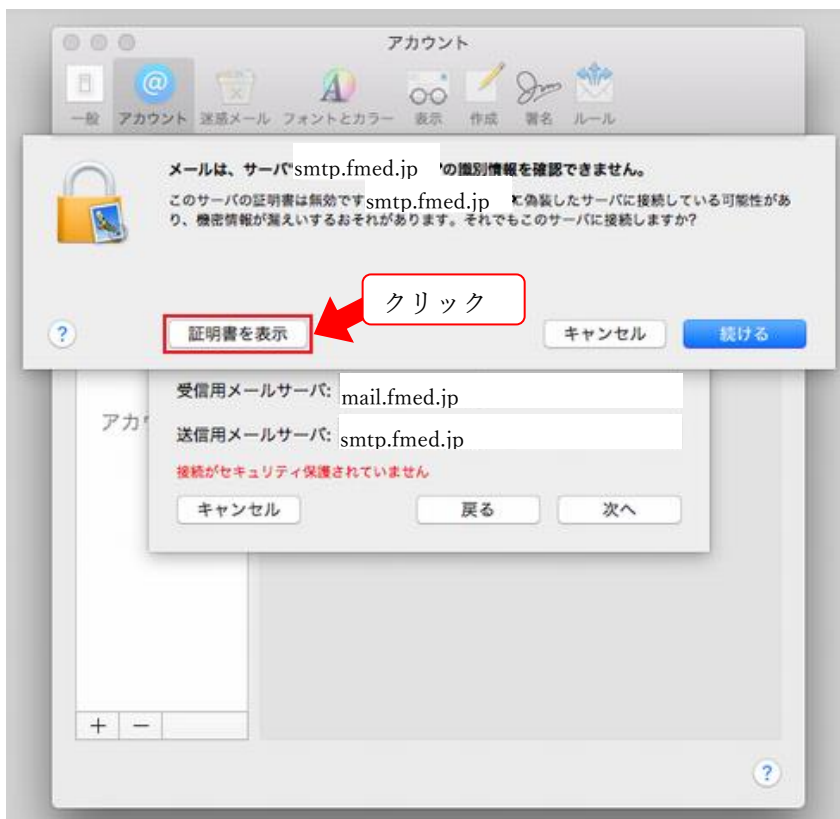 アカウント
一般 アカウント 迷惑メール フォントとカラー 表示 作成 署名 ルール
メールは、サーバ"smtp.fmed.jp"の識別情報を確認できません。
このサーバの証明書は無効です smtp.fmed.jp に偽装したサーバに接続している可能性があ
り、機密情報が漏えいするおそれがあります。それでもこのサーバに接続しますか?
クリック
? 証明書を表示 キャンセル 続ける
受信用メールサーバ: mail.fmed.jp
アカウ
送信用メールサーバ: smtp.fmed.jp
接続がセキュリティ保護されていません
キャンセル 戻る 次へ
+ −
?